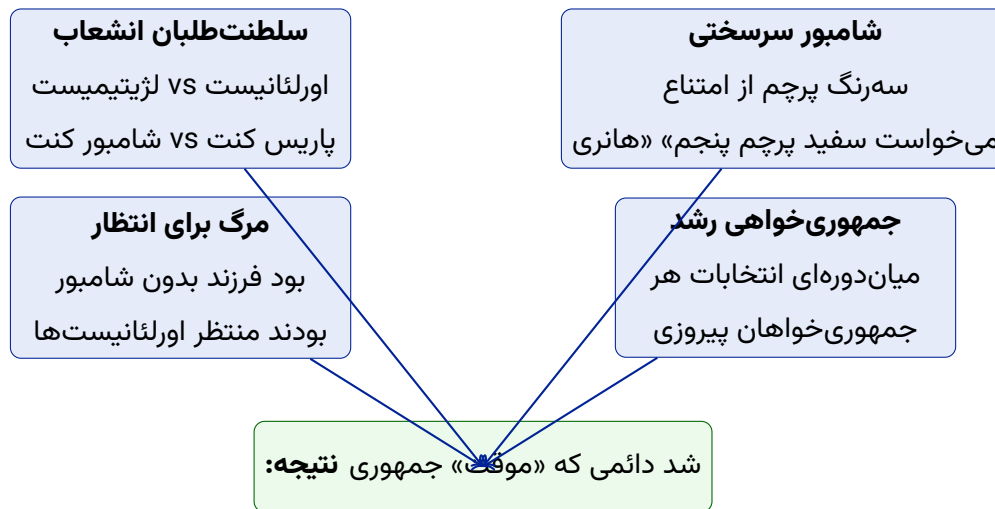 شامبور سرسختی
سه‌رنگ پرچم از امتناع
می‌خواست سفید پرچم پنجم» «هانری
سلطنت‌طلبان انشعاب
اورلئانیست vs لژیتیمیست
پاریس کنت vs شامبور کنت
جمهوری‌خواهی رشد
میان‌دوره‌ای انتخابات هر
جمهوری‌خواهان پیروزی
مرگ برای انتظار
بود فرزند بدون شامبور
بودند منتظر اورلئانیست‌ها
شد دائمی که «موقت» جمهوری نتیجه: